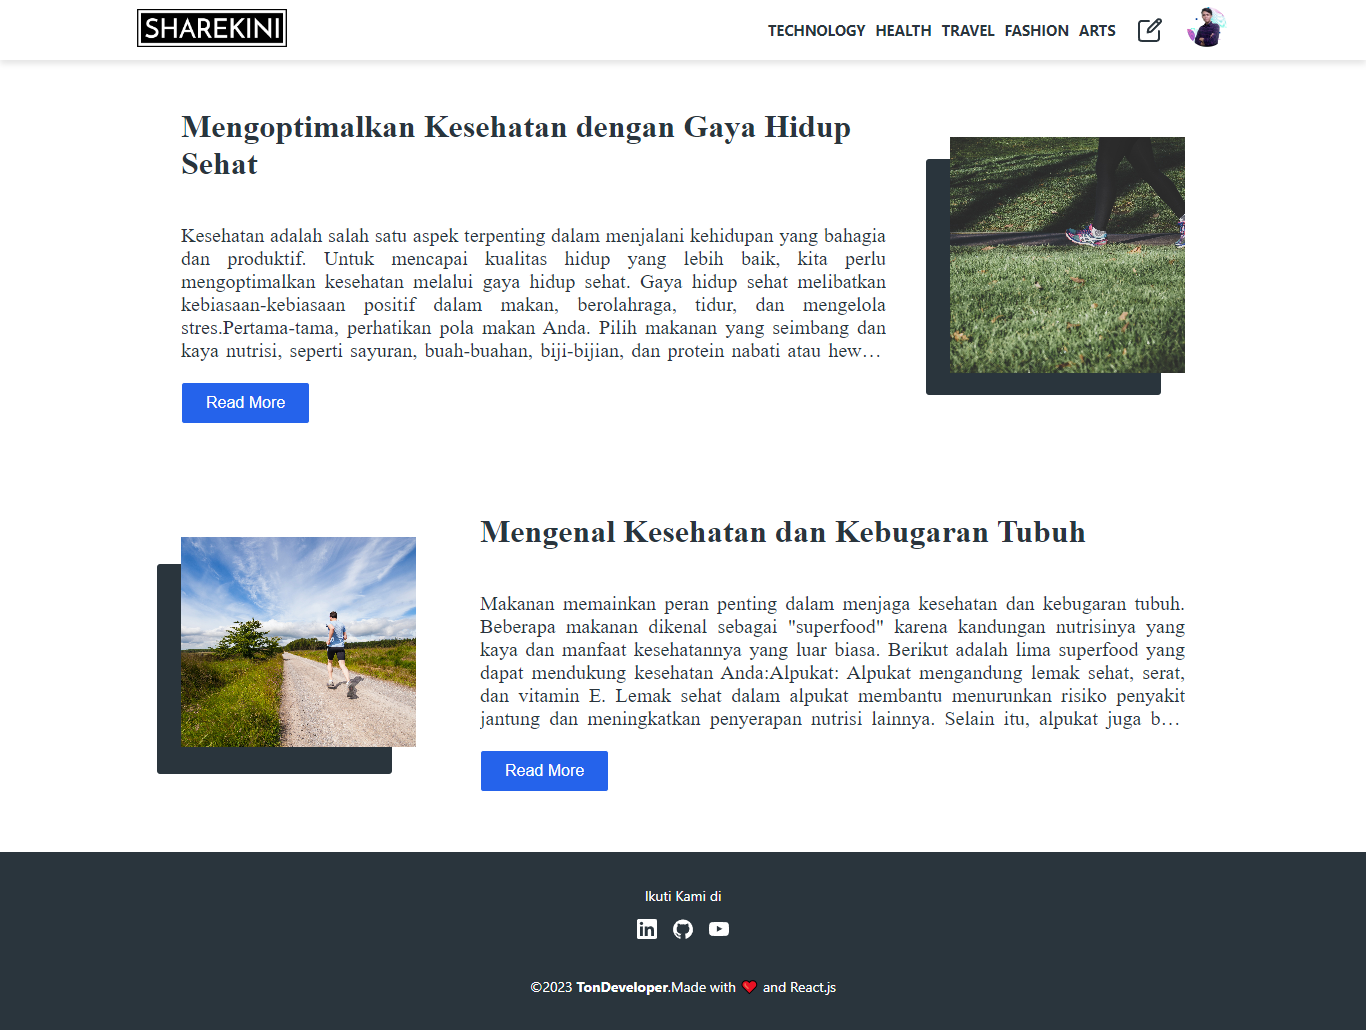 SHAREKINI
TECHNOLOGY HEALTH TRAVEL FASHION ARTS
Mengoptimalkan Kesehatan dengan Gaya Hidup
Sehat
Kesehatan adalah salah satu aspek terpenting dalam menjalani kehidupan yang bahagia
dan produktif. Untuk mencapai kualitas hidup yang lebih baik, kita perlu
mengoptimalkan kesehatan melalui gaya hidup sehat. Gaya hidup sehat melibatkan
kebiasaan-kebiasaan positif dalam makan, berolahraga, tidur, dan mengelola
stres.Pertama-tama, perhatikan pola makan Anda. Pilih makanan yang seimbang dan
kaya nutrisi, seperti sayuran, buah-buahan, biji-bijian, dan protein nabati atau hew…
Read More
Mengenal Kesehatan dan Kebugaran Tubuh
Makanan memainkan peran penting dalam menjaga kesehatan dan kebugaran tubuh.
Beberapa makanan dikenal sebagai "superfood" karena kandungan nutrisinya yang
kaya dan manfaat kesehatannya yang luar biasa. Berikut adalah lima superfood yang
dapat mendukung kesehatan Anda:Alpukat: Alpukat mengandung lemak sehat, serat,
dan vitamin E. Lemak sehat dalam alpukat membantu menurunkan risiko penyakit
jantung dan meningkatkan penyerapan nutrisi lainnya. Selain itu, alpukat juga b…
Read More
Ikuti Kami di
©2023 TonDeveloper.Made with ❤️ and React.js